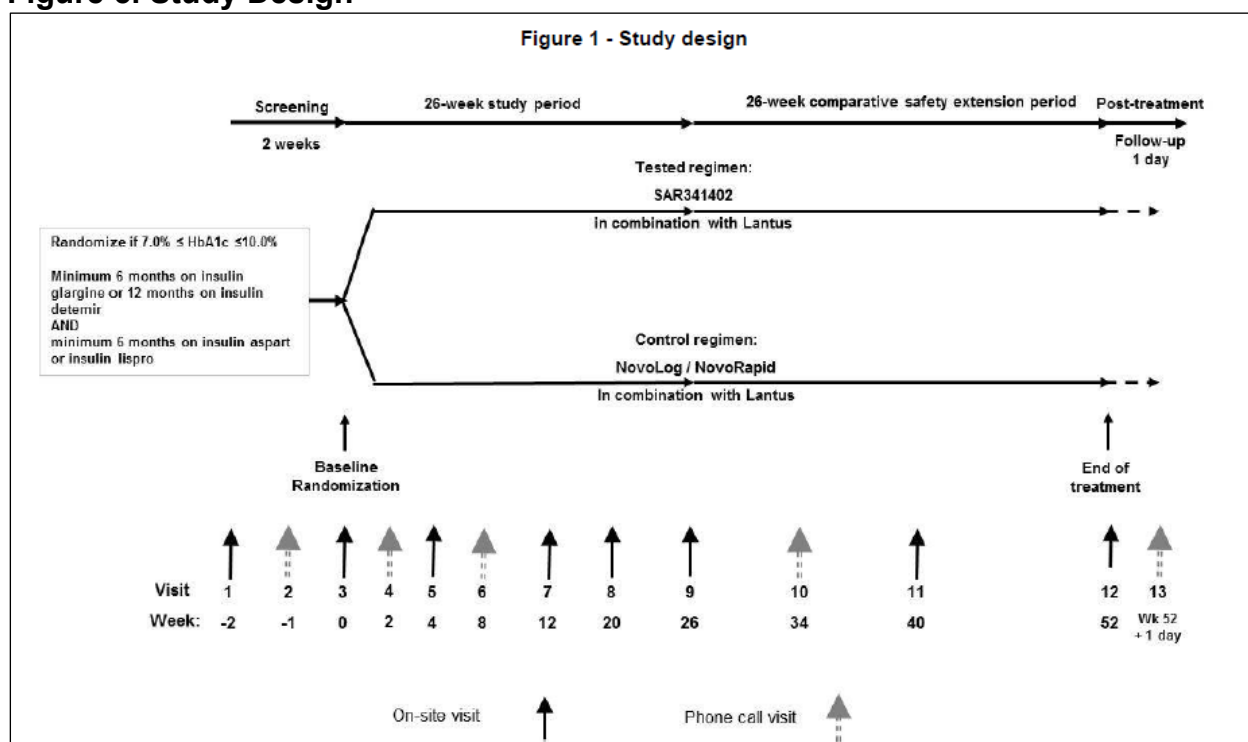 Figure 1 - Study design
Screening
26-week study period
26-week comparative safety extension period
Post-treatment
2 weeks
Follow-up
1 day
Tested regimen:
SAR341402
in combination with Lantus
Randomize if 7.0% ≤ HbA1c ≤10.0%
Minimum 6 months on insulin
glargine or 12 months on insulin
detemir
AND
minimum 6 months on insulin aspart
or insulin lispro
Control regimen:
NovoLog / NovoRapid
In combination with Lantus
Baseline
Randomization
End of
treatment
Visit 1 2 3 4 5 6 7 8 9 10 11 12 13
Week: -2 -1 0 2 4 8 12 20 26 34 40 52 Wk 52
+ 1 day
On-site visit
Phone call visit